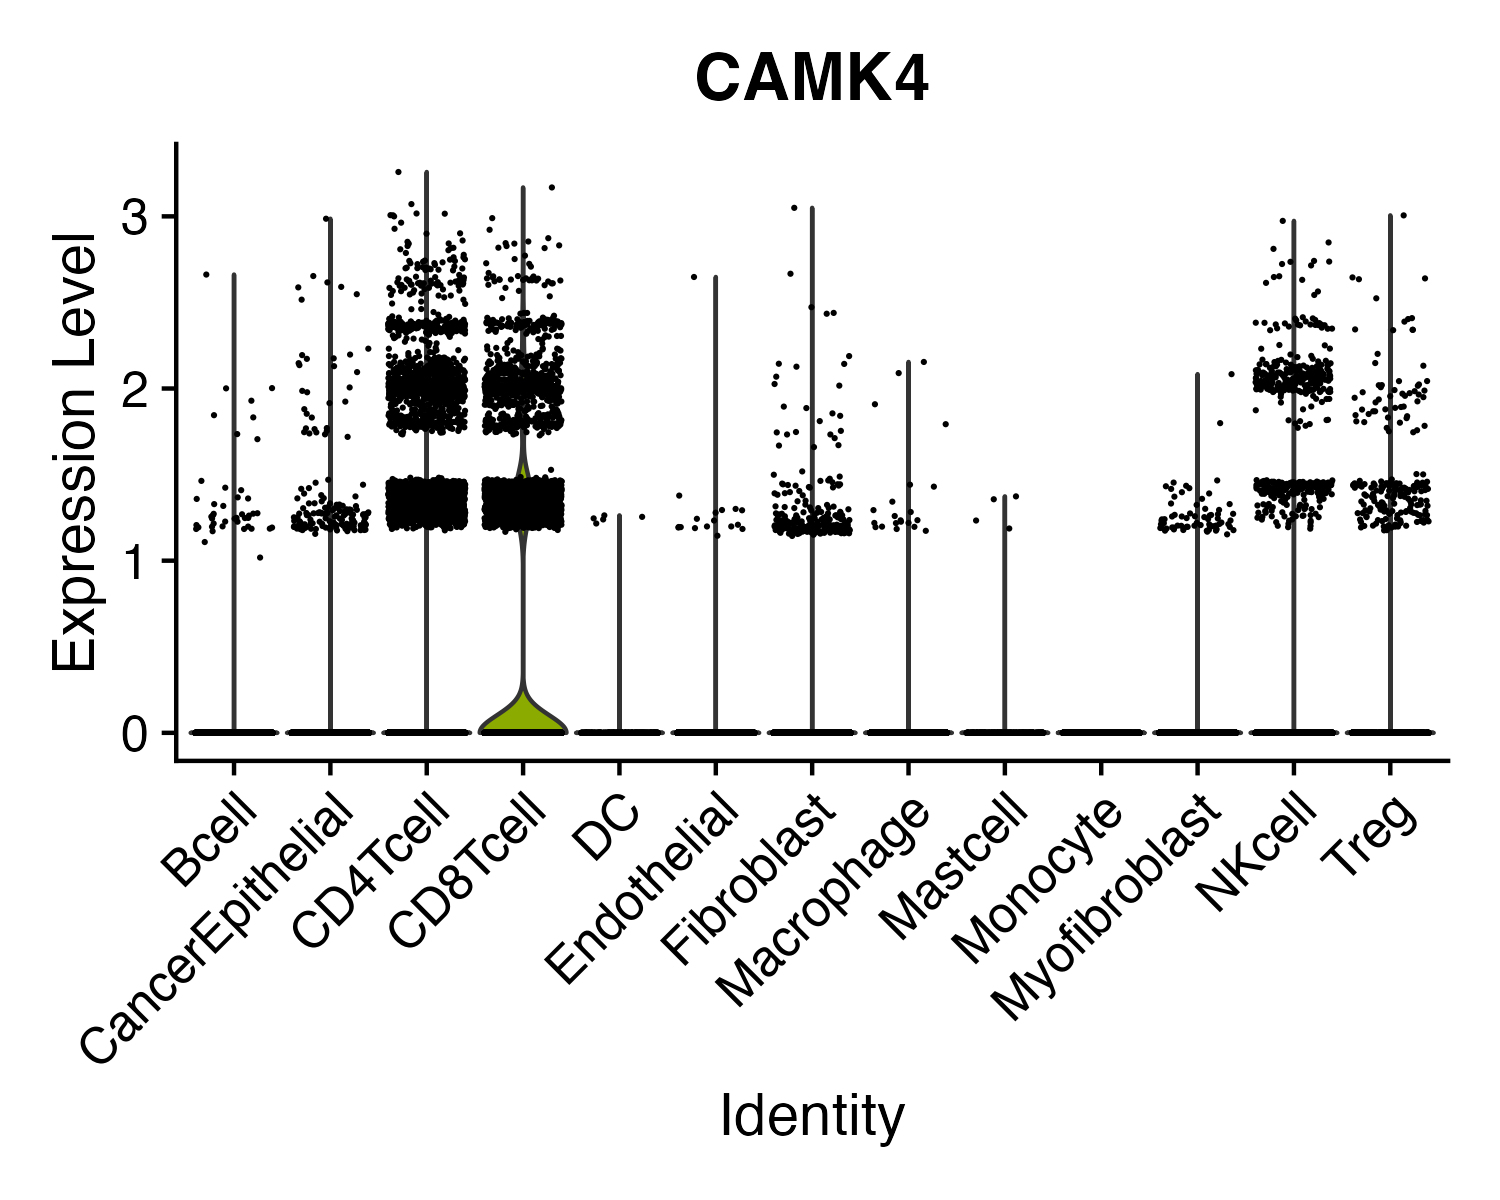 CAMK4
Expression Level
3
2
1
0
Bcell
CancerEpithelial
CD4Tcell
CD8Tcell
DC
Endothelial
Fibroblast
Macrophage
Mastcell
Monocyte
Myofibroblast
NKcell
Treg
Identity